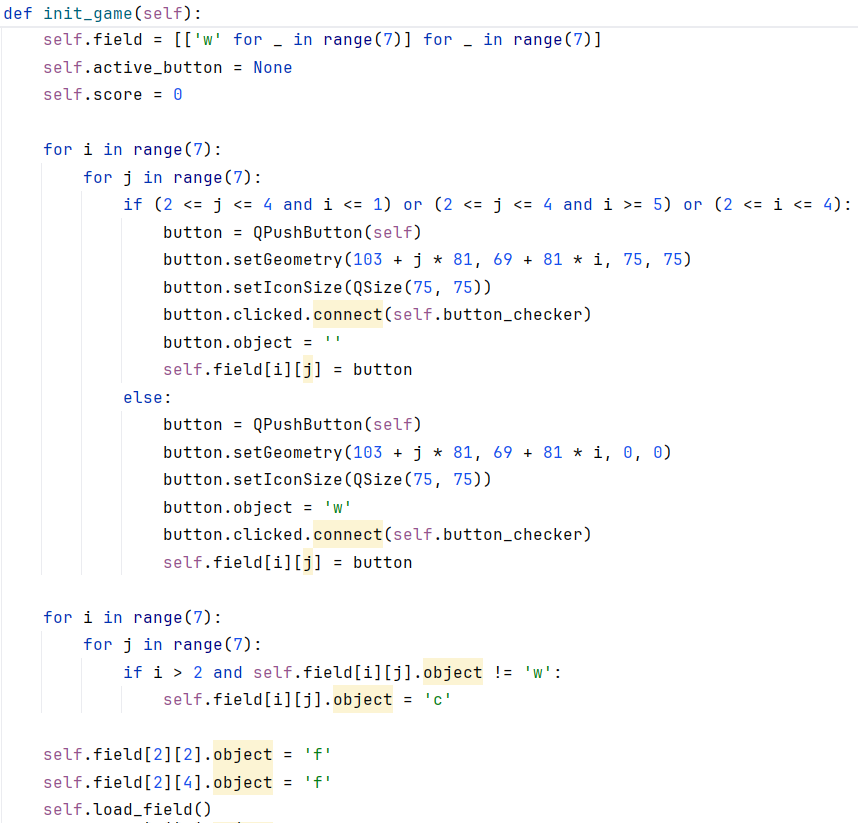 def init_game(self):
    self.field = [['w' for _ in range(7)] for _ in range(7)]
    self.active_button = None
    self.score = 0

    for i in range(7):
        for j in range(7):
            if (2 <= j <= 4 and i <= 1) or (2 <= j <= 4 and i >= 5) or (2 <= i <= 4):
                button = QPushButton(self)
                button.setGeometry(103 + j * 81, 69 + 81 * i, 75, 75)
                button.setIconSize(QSize(75, 75))
                button.clicked.connect(self.button_checker)
                button.object = ''
                self.field[i][j] = button
            else:
                button = QPushButton(self)
                button.setGeometry(103 + j * 81, 69 + 81 * i, 0, 0)
                button.setIconSize(QSize(75, 75))
                button.object = 'w'
                button.clicked.connect(self.button_checker)
                self.field[i][j] = button

    for i in range(7):
        for j in range(7):
            if i > 2 and self.field[i][j].object != 'w':
                self.field[i][j].object = 'c'

    self.field[2][2].object = 'f'
    self.field[2][4].object = 'f'
    self.load_field()